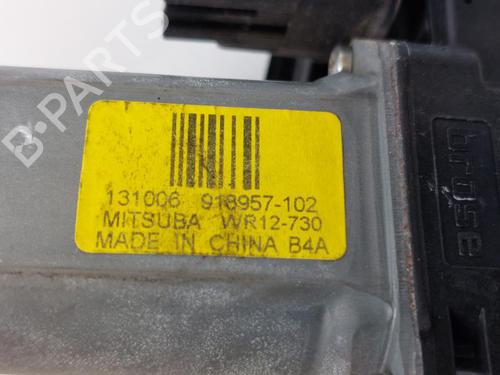 131006 918957-102
MITSUBA WR12-730
MADE IN CHINA B4A
brose
B-PARTS